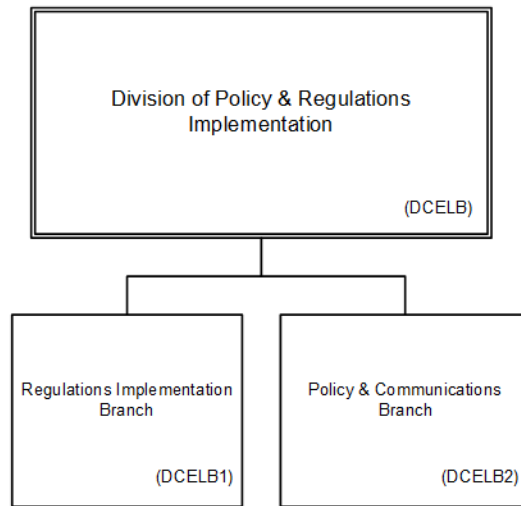 Division of Policy & Regulations
Implementation
(DCELB)
Regulations Implementation
Branch
(DCELB1)
Policy & Communications
Branch
(DCELB2)